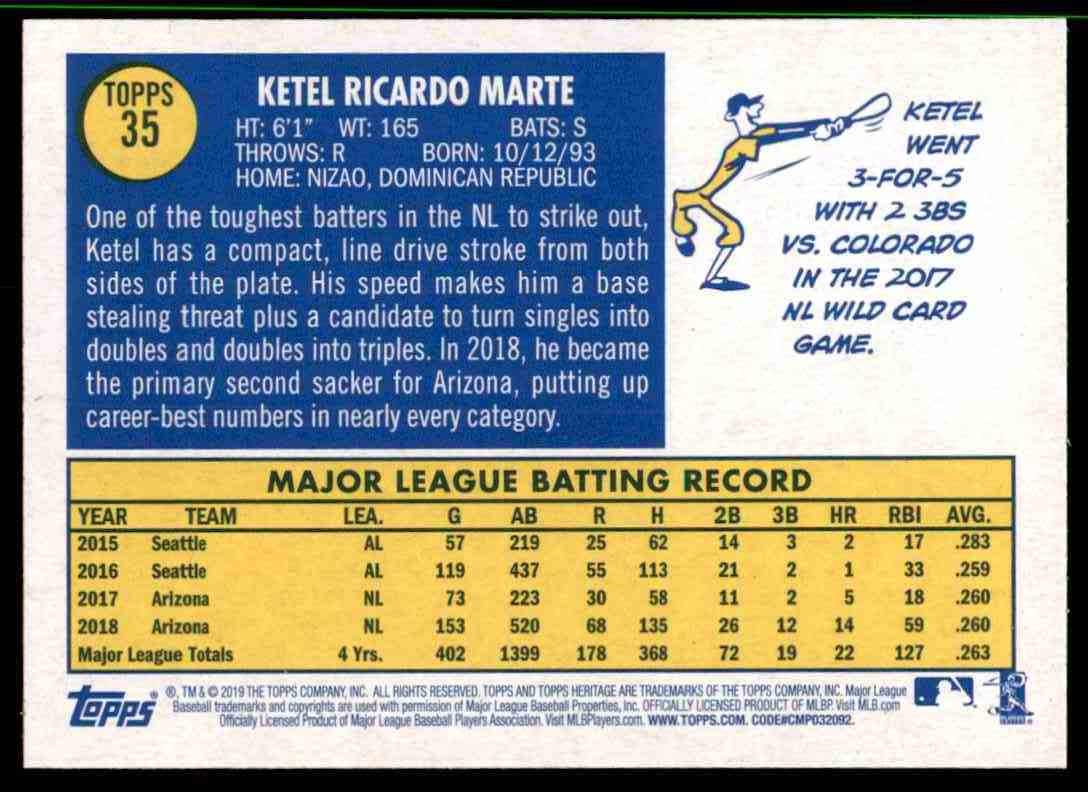 TOPPS
35
KETEL RICARDO MARTE
HT: 6'1" WT: 165 BATS: S
THROWS: R BORN: 10/12/93
HOME: NIZAO, DOMINICAN REPUBLIC
One of the toughest batters in the NL to strike out,
Ketel has a compact, line drive stroke from both
sides of the plate. His speed makes him a base
stealing threat plus a candidate to turn singles into
doubles and doubles into triples. In 2018, he became
the primary second sacker for Arizona, putting up
career-best numbers in nearly every category.
KETEL
WENT
3-FOR-5
WITH 2 3BS
VS. COLORADO
IN THE 2017
NL WILD CARD
GAME.
MAJOR LEAGUE BATTING RECORD
YEAR TEAM LEA. G AB R H 2B 3B HR RBI AVG.
2015 Seattle AL 57 219 25 62 14 3 2 17 .283
2016 Seattle AL 119 437 55 113 21 2 1 33 .259
2017 Arizona NL 73 223 30 58 11 2 5 18 .260
2018 Arizona NL 153 520 68 135 26 12 14 59 .260
Major League Totals 4 Yrs. 402 1399 178 368 72 19 22 127 .263
Topps ®
®, TM & © 2019 THE TOPPS COMPANY, INC. ALL RIGHTS RESERVED. TOPPS AND TOPPS HERITAGE ARE TRADEMARKS OF THE TOPPS COMPANY, INC. Major League
Baseball trademarks and copyrights are used with permission of Major League Baseball Properties, Inc. OFFICIALLY LICENSED PRODUCT OF MLBP. Visit MLB.com
Officially Licensed Product of Major League Baseball Players Association. Visit MLBPlayers.com. WWW.TOPPS.COM. CODE#CMP032092.